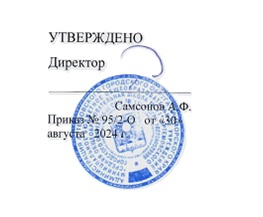 УТВЕРЖДЕНО
Директор
Самсонов А.Ф.
Приказ № 95/2-О от «30»
августа 2024 г.